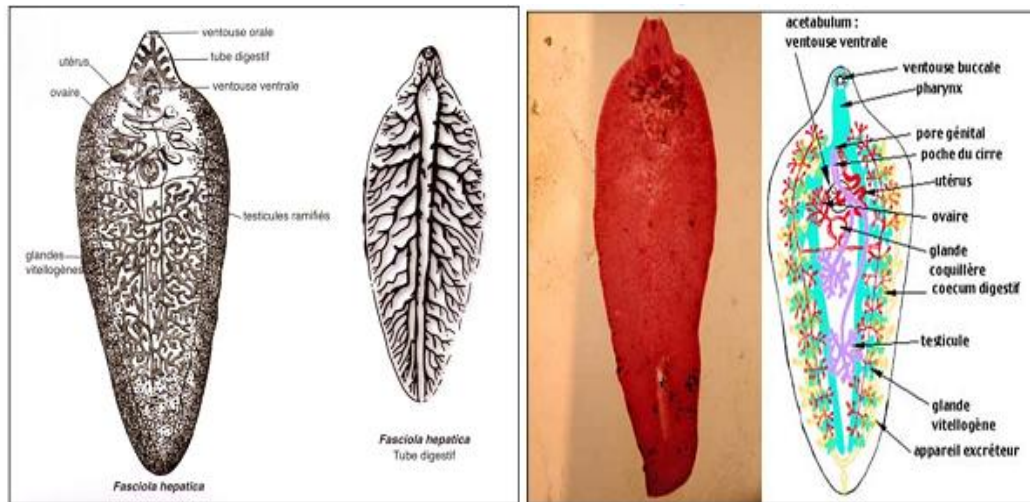 ventouse orale
tube digestif
utérus
ventouse ventrale
ovaire
testicules ramifiés
glandes
vitellogènes
Fasciola hepatica
Fasciola hepatica
Tube digestif
acetabulum :
ventouse ventrale
ventouse buccale
pharynx
pore génital
poche du cirre
utérus
ovaire
glande
coquillère
coecum digestif
testicule
glande
vitellogène
appareil excréteur